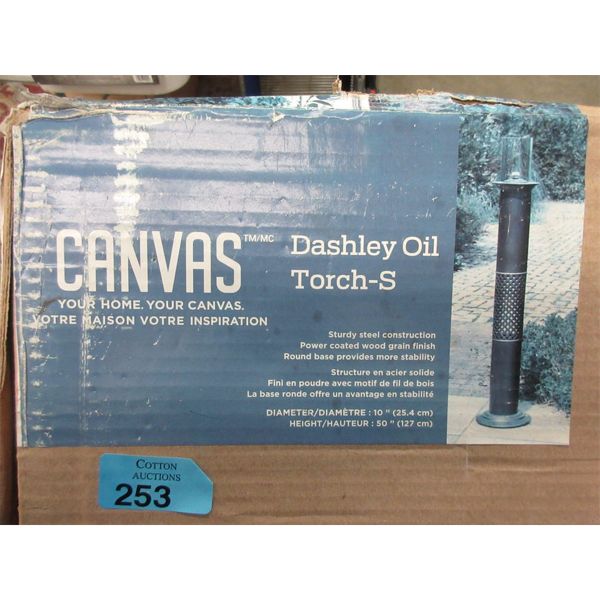 CANVAS TM/MC
YOUR HOME. YOUR CANVAS.
VOTRE MAISON VOTRE INSPIRATION
Dashley Oil
Torch-S
Sturdy steel construction
Power coated wood grain finish
Round base provides more stability
Structure en acier solide
Fini en poudre avec motif de fil de bois
La base ronde offre un avantage en stabilité
DIAMETER/DIAMÈTRE : 10 " (25.4 cm)
HEIGHT/HAUTEUR : 50 " (127 cm)
COTTON
AUCTIONS
253